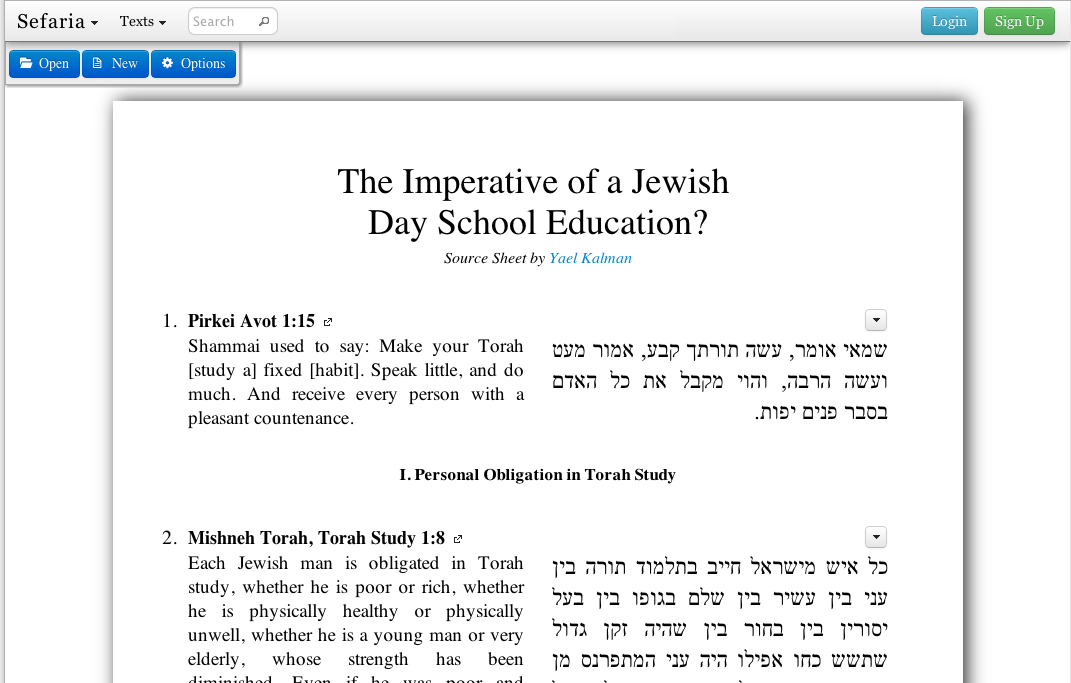 Sefaria Texts Search Login Sign Up
Open New Options
The Imperative of a Jewish
Day School Education?
Source Sheet by Yael Kalman
1. Pirkei Avot 1:15
Shammai used to say: Make your Torah
[study a] fixed [habit]. Speak little, and do
much. And receive every person with a
pleasant countenance.
שמאי אומר, עשה תורתך קבע, אמור מעט
ועשה הרבה, והוי מקבל את כל האדם
בסבר פנים יפות.
I. Personal Obligation in Torah Study
2. Mishneh Torah, Torah Study 1:8
Each Jewish man is obligated in Torah
study, whether he is poor or rich, whether
he is physically healthy or physically
unwell, whether he is a young man or very
elderly, whose strength has been
diminished. Even if he was poor and
כל איש מישראל חייב בתלמוד תורה בין
עני בין עשיר בין שלם בגופו בין בעל
יסורין בין בחור בין שהיה זקן גדול
שתשש כחו אפילו היה עני המתפרנס מן